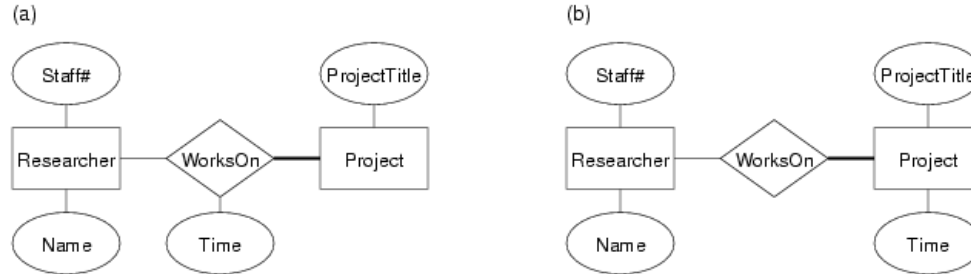 (a)
(b)
Staff#
ProjectTitle
Staff#
ProjectTitle
Researcher
WorksOn
Project
Researcher
WorksOn
Project
Name
Time
Name
Time